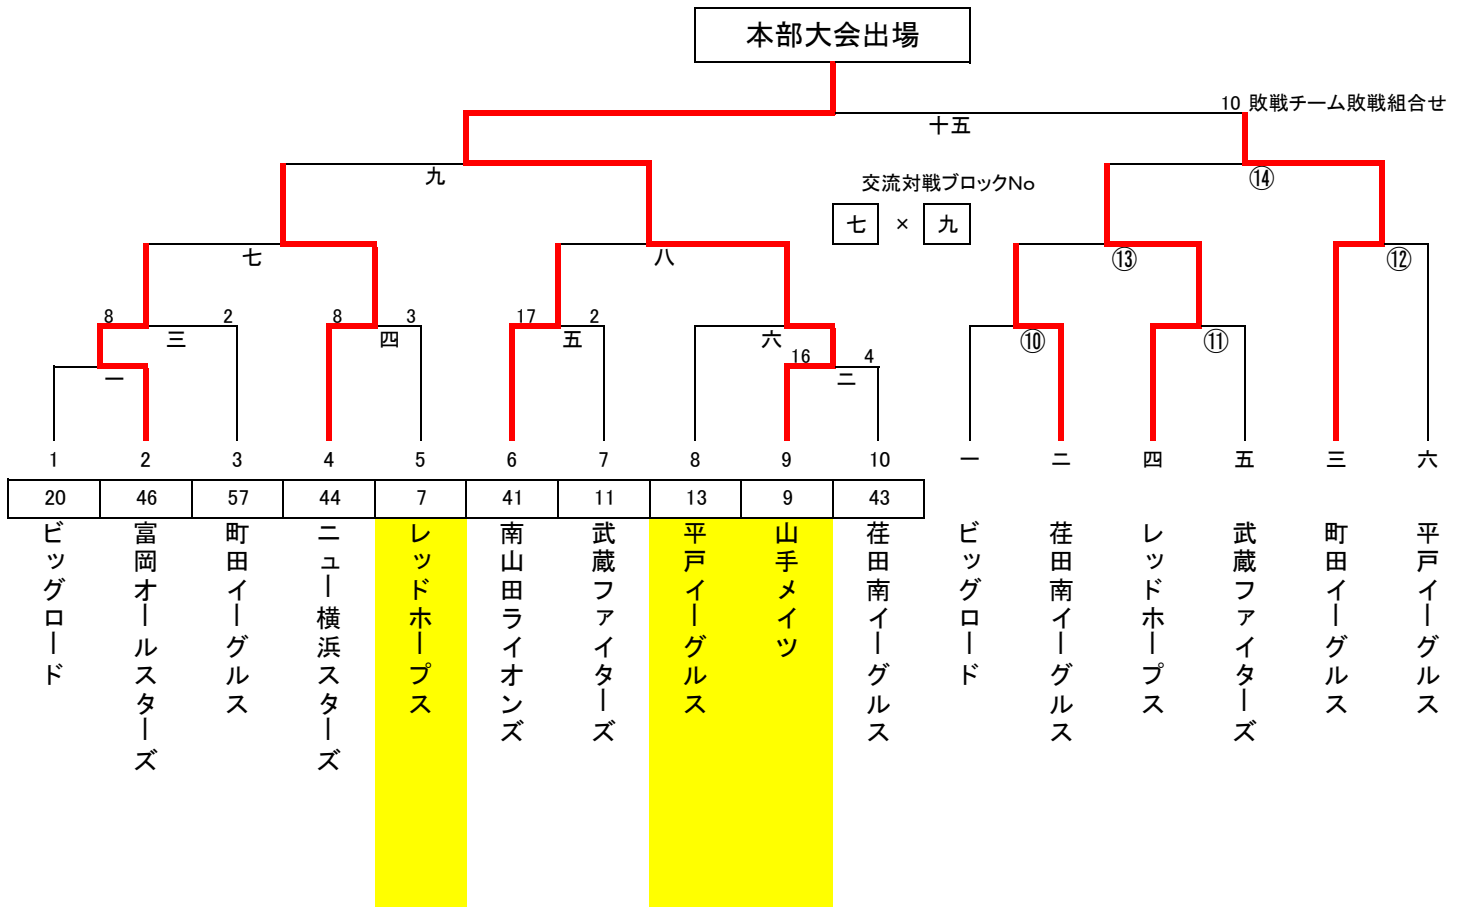 本部大会出場
10 敗戦チーム敗戦組合せ
十五
九
⑭
交流対戦ブロックNo
七 × 九
七
八
⑬
⑫
8 2 8 3 17 2
三 四 五 六 ⑩ ⑪
16 4
一 二
1 2 3 4 5 6 7 8 9 10 一 二 四 五 三 六
20 46 57 44 7 41 11 13 9 43
ビッグロード
富岡オールスターズ
町田イーグルス
ニュー横浜スターズ
レッドホープス
南山田ライオンズ
武蔵ファイターズ
平戸イーグルス
山手メイツ
荏田南イーグルス
ビッグロード
荏田南イーグルス
レッドホープス
武蔵ファイターズ
町田イーグルス
平戸イーグルス